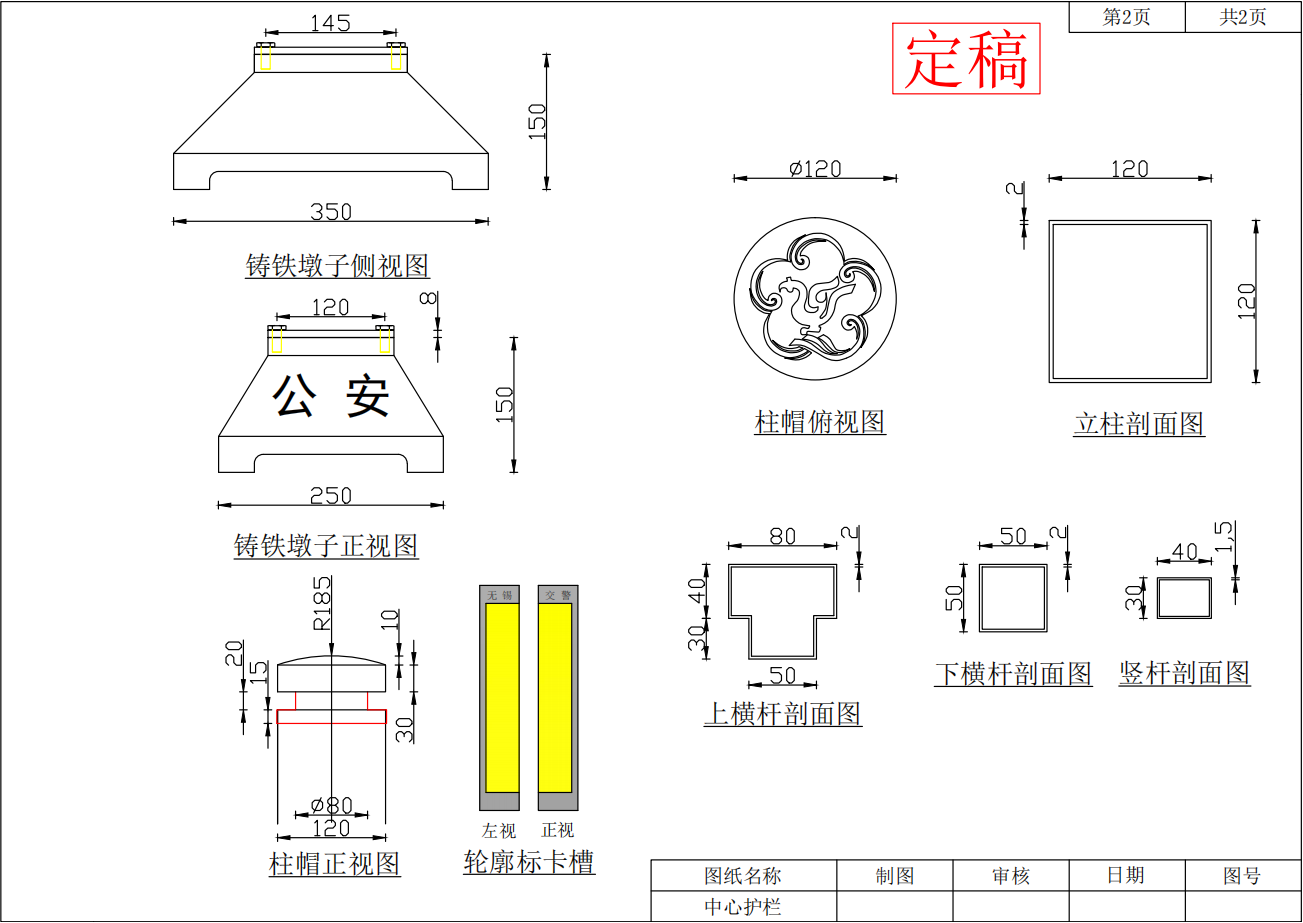 第2页 共2页
定稿
145
150
350
铸铁墩子侧视图
120
8
公 安
150
250
铸铁墩子正视图
ø120
柱帽俯视图
120
2
120
立柱剖面图
R185
10
20
15
30
ø80
120
柱帽正视图
无 锡
交 警
左视 正视
轮廓标卡槽
80
2
40
30
50
上横杆剖面图
50
2
50
下横杆剖面图
40
1,5
30
竖杆剖面图
图纸名称 制图 审核 日期 图号
中心护栏